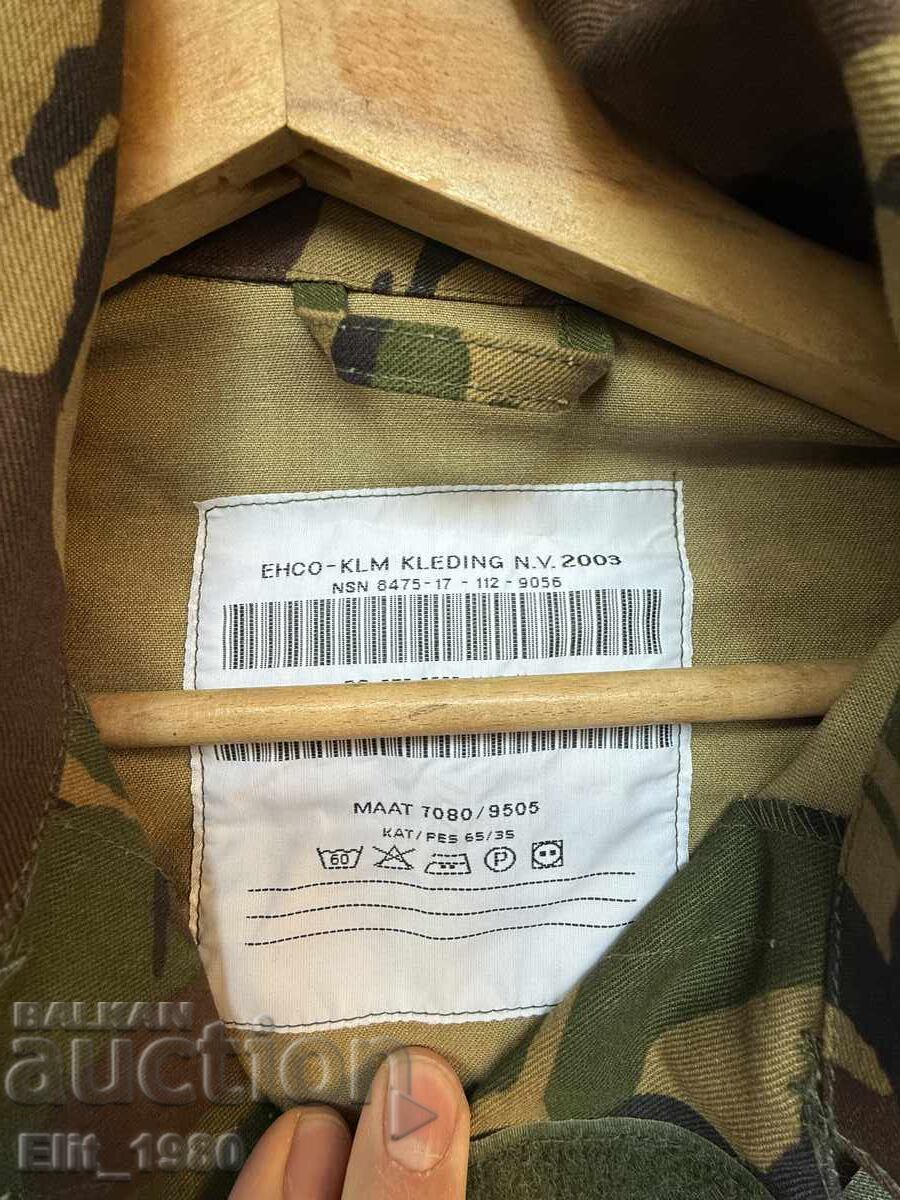 EHCO-KLM KLEDING N.V. 2003
NSN 8475-17-112-9056
MAAT 7080/9505
KAT/PES 65/35
60 P
BALKAN
auction
Elit_1980